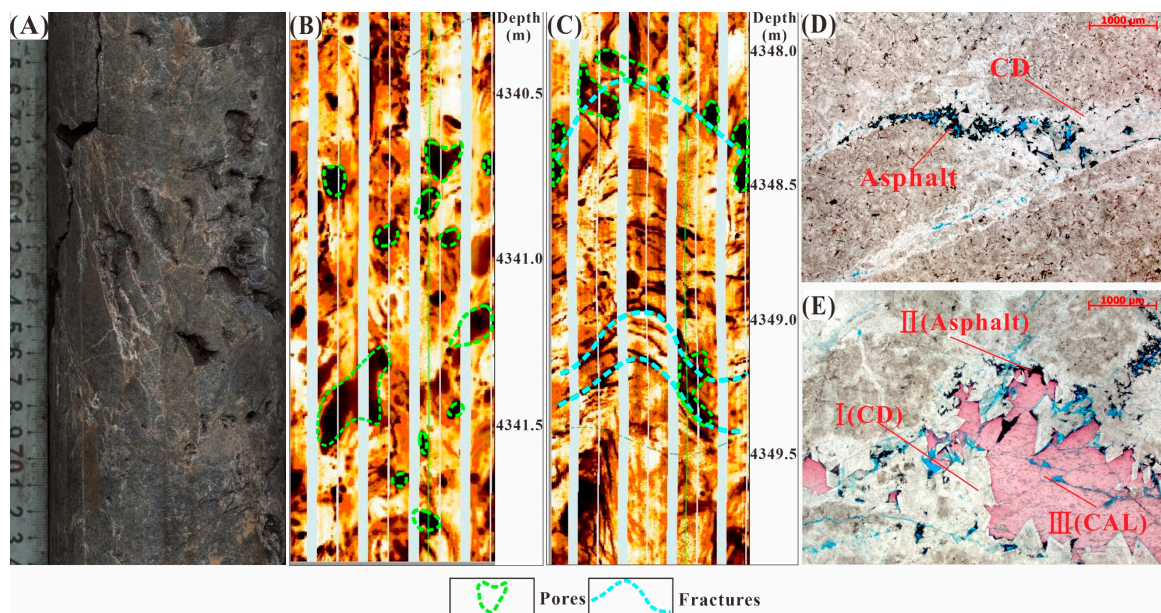 (A)
(B)
Depth
(m)
4340.5
4341.0
4341.5
(C)
Depth
(m)
4348.0
4348.5
4349.0
4349.5
(D)
1000 μm
CD
Asphalt
(E)
1000 μm
II(Asphalt)
I(CD)
III(CAL)
Pores
Fractures